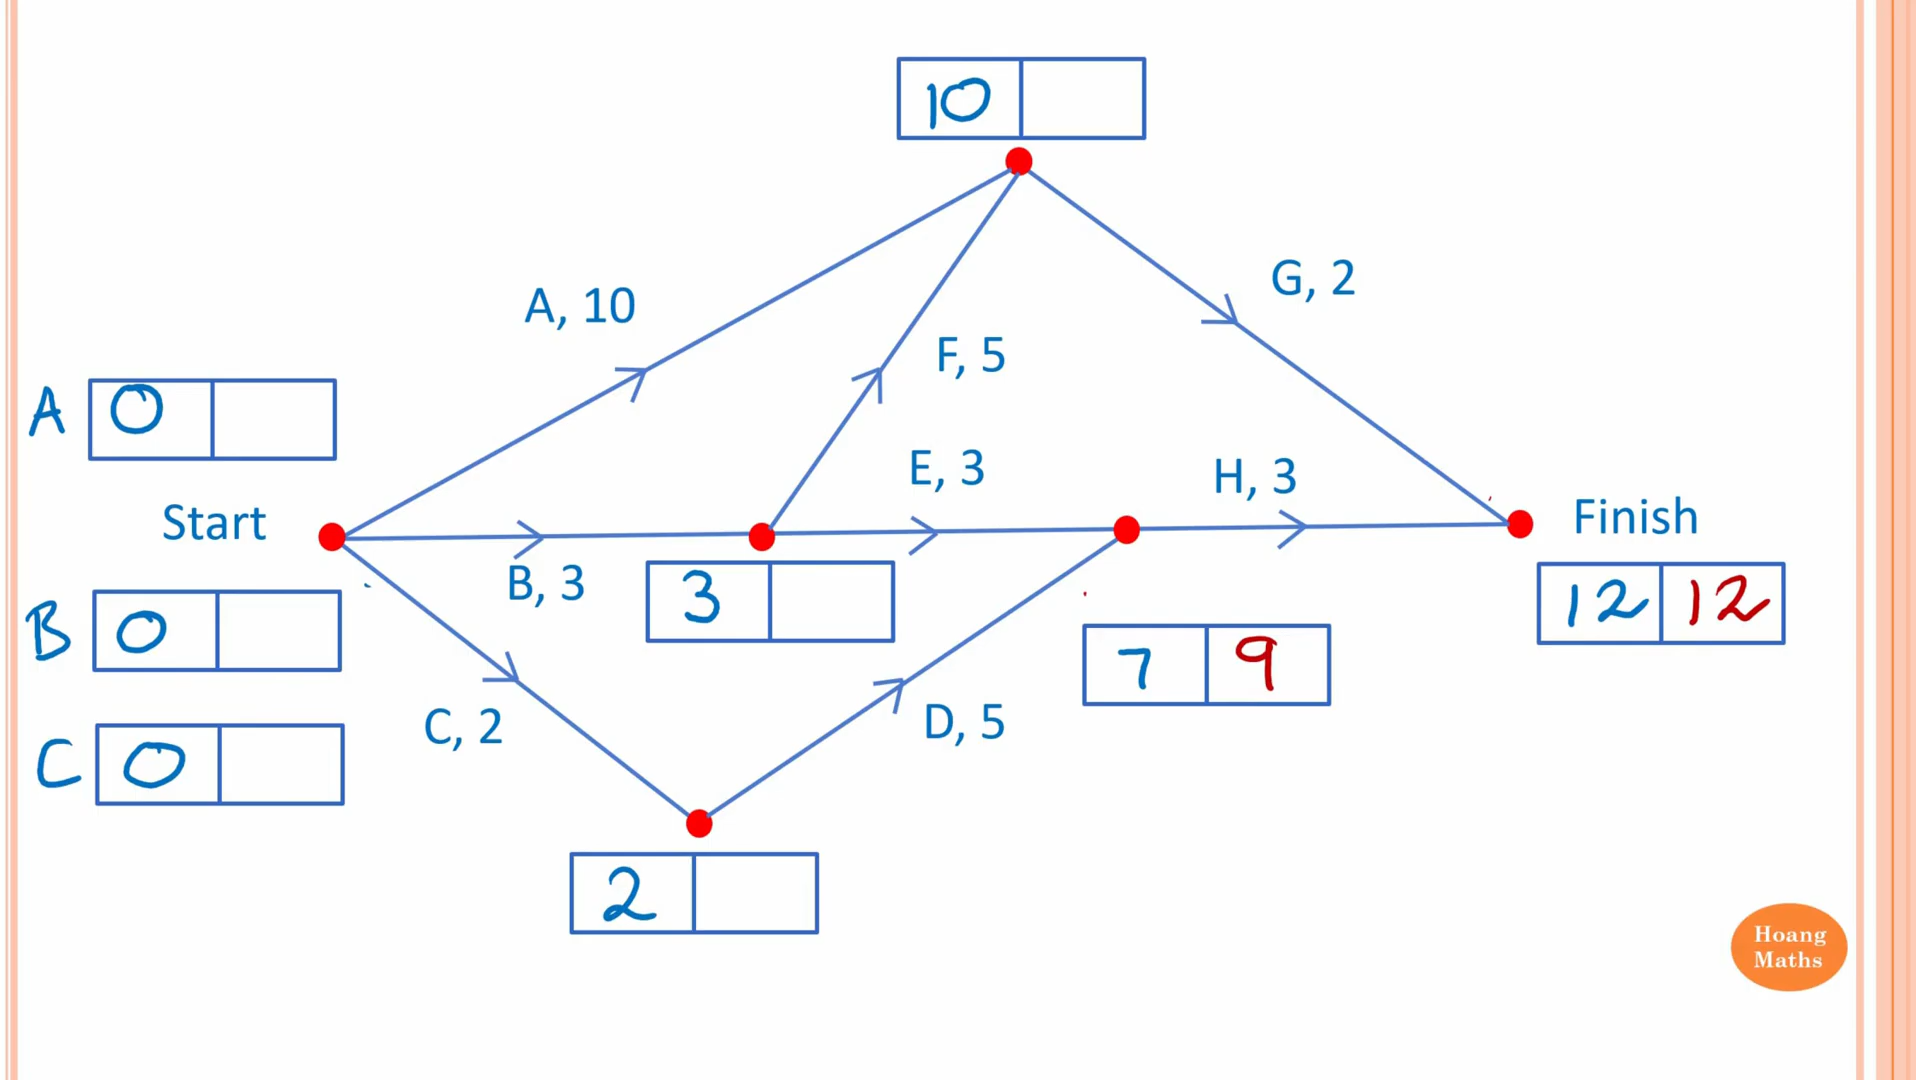 10
A, 10
G, 2
F, 5
A 0
E, 3
H, 3
Start
Finish
B, 3
3
12 12
B 0
7 9
C, 2
D, 5
C 0
2
Hoang
Maths